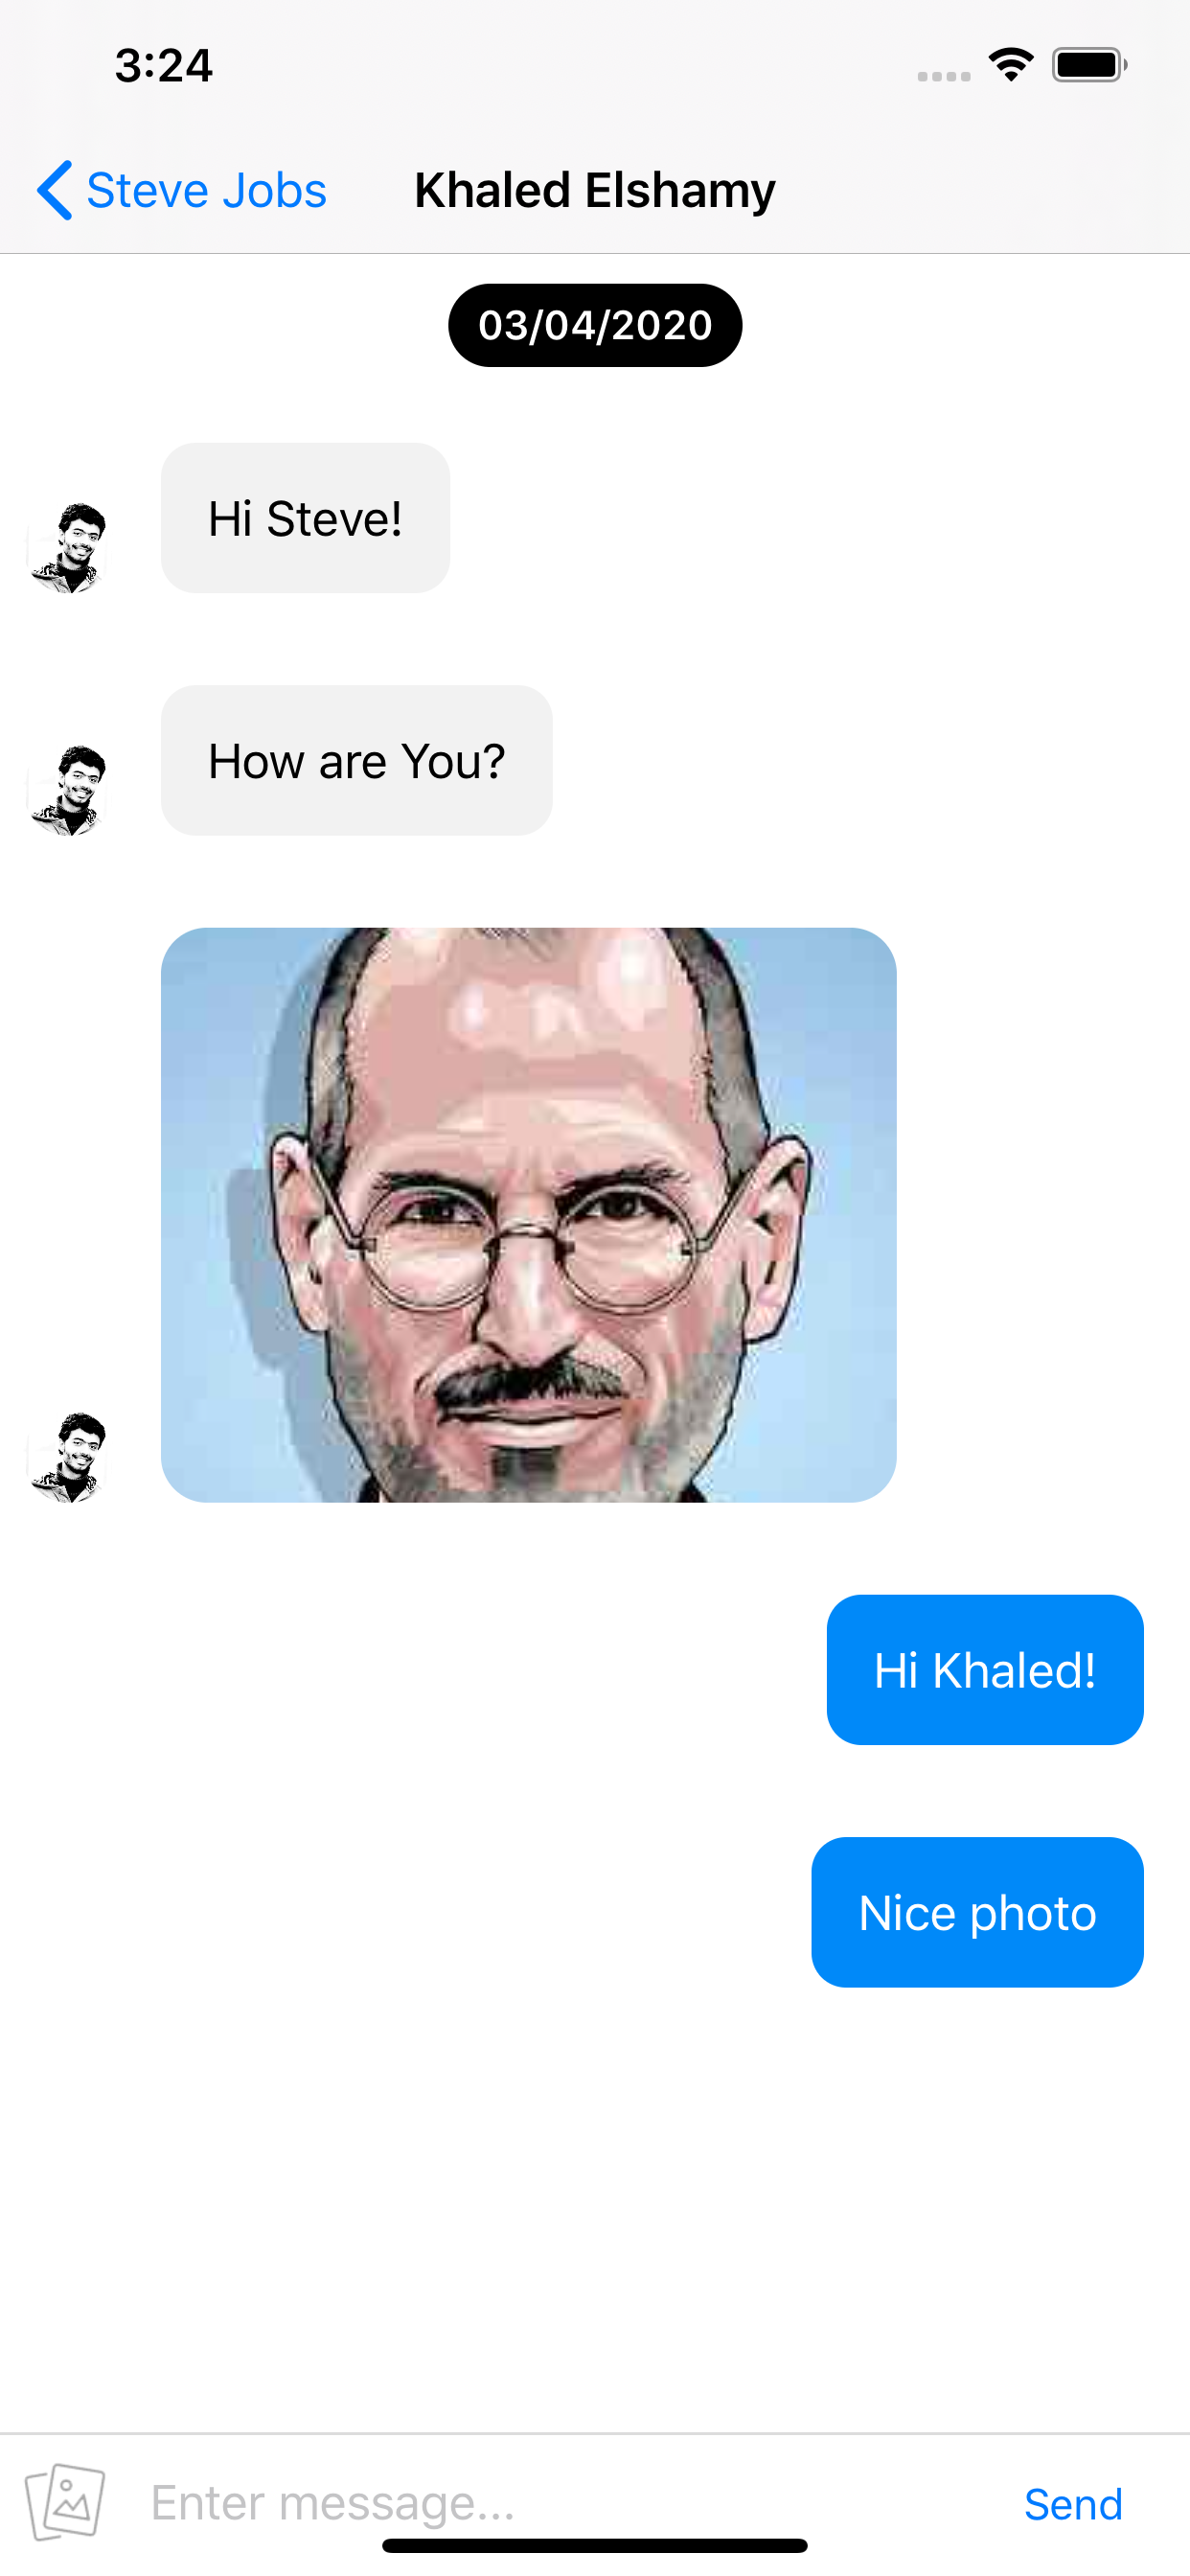 3:24
Steve Jobs
Khaled Elshamy
03/04/2020
Hi Steve!
How are You?
Hi Khaled!
Nice photo
Enter message...
Send